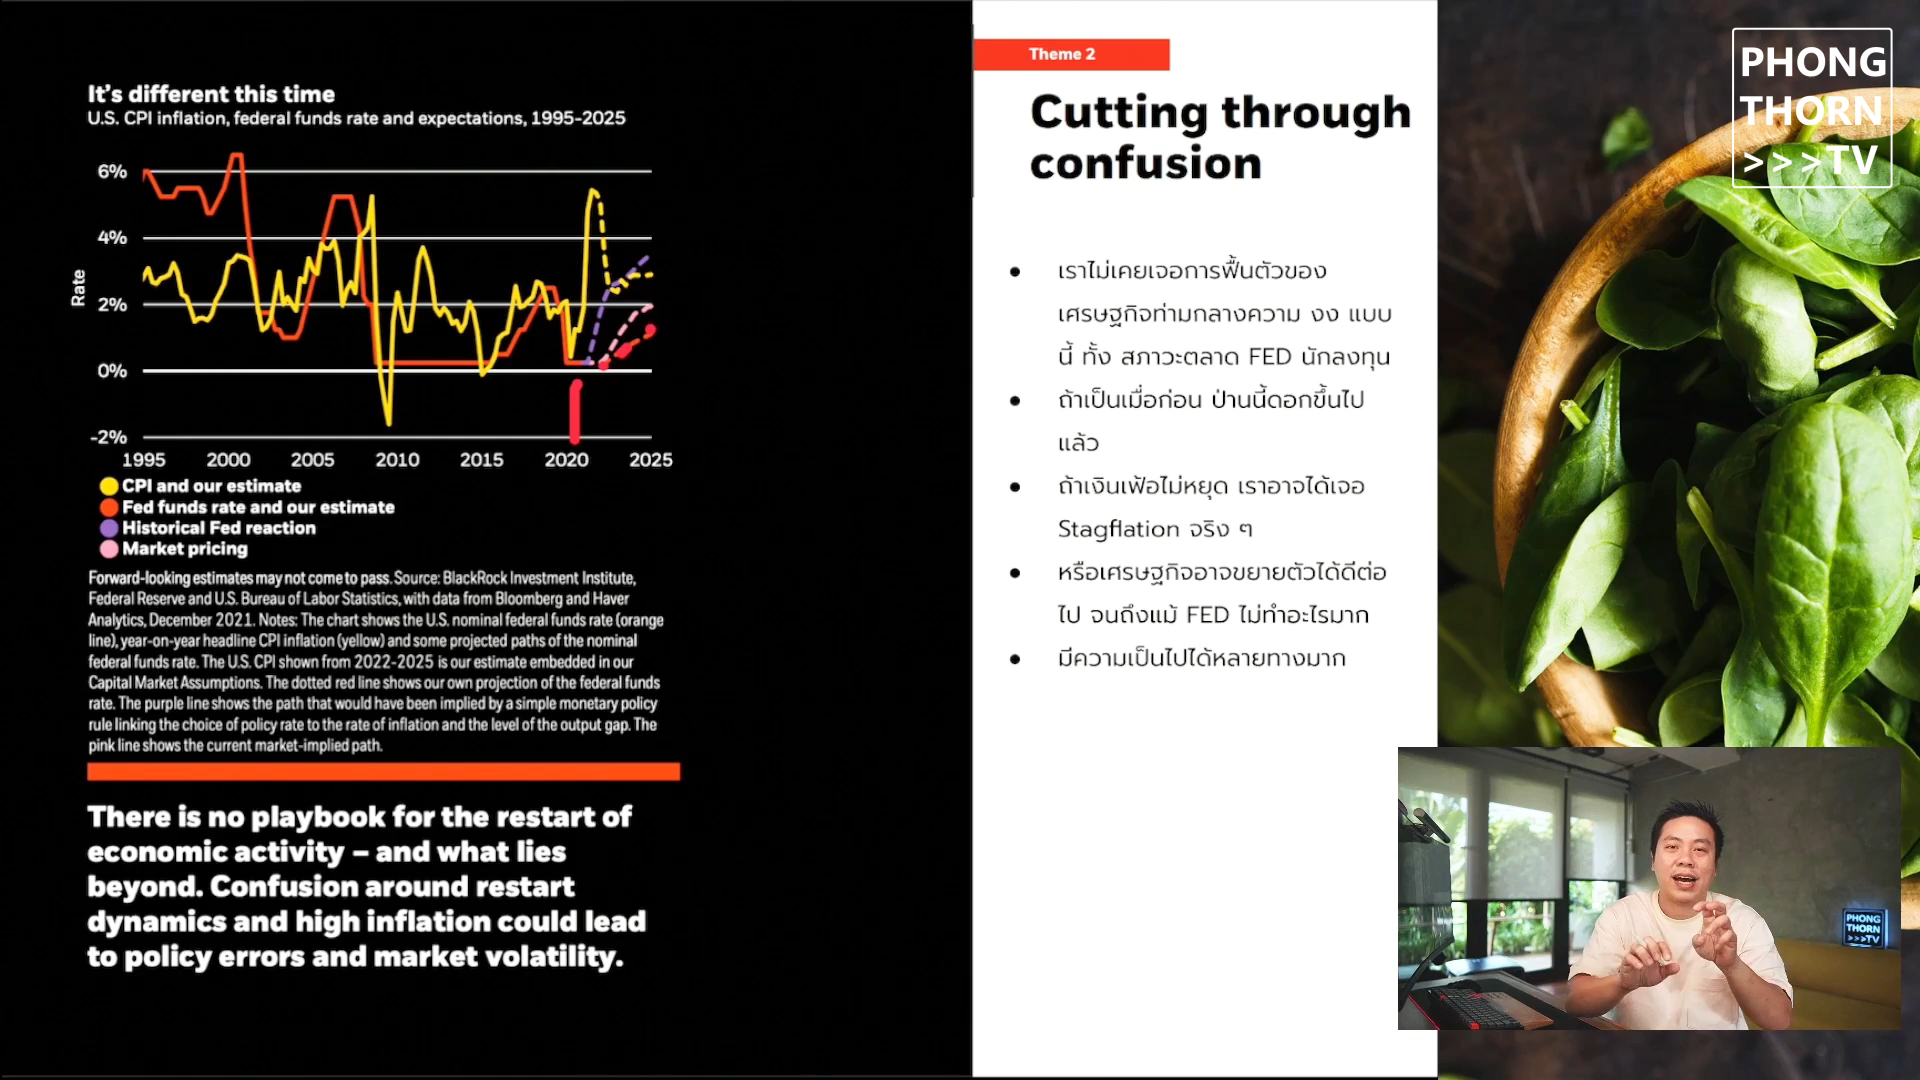 It's different this time
U.S. CPI inflation, federal funds rate and expectations, 1995-2025
Rate
6%
4%
2%
0%
-2%
1995 2000 2005 2010 2015 2020 2025
CPI and our estimate
Fed funds rate and our estimate
Historical Fed reaction
Market pricing
Forward-looking estimates may not come to pass. Source: BlackRock Investment Institute,
Federal Reserve and U.S. Bureau of Labor Statistics, with data from Bloomberg and Haver
Analytics, December 2021. Notes: The chart shows the U.S. nominal federal funds rate (orange
line), year-on-year headline CPI inflation (yellow) and some projected paths of the nominal
federal funds rate. The U.S. CPI shown from 2022-2025 is our estimate embedded in our
Capital Market Assumptions. The dotted red line shows our own projection of the federal funds
rate. The purple line shows the path that would have been implied by a simple monetary policy
rule linking the choice of policy rate to the rate of inflation and the level of the output gap. The
pink line shows the current market-implied path.
There is no playbook for the restart of
economic activity – and what lies
beyond. Confusion around restart
dynamics and high inflation could lead
to policy errors and market volatility.
Theme 2
Cutting through
confusion
● เราไม่เคยเจอการฟื้นตัวของ
เศรษฐกิจท่ามกลางความ งง แบบ
นี้ ทั้ง สภาวะตลาด FED นักลงทุน
● ถ้าเป็นเมื่อก่อน ป่านนี้ดอกขึ้นไป
แล้ว
● ถ้าเงินเฟ้อไม่หยุด เราอาจได้เจอ
Stagflation จริง ๆ
● หรือเศรษฐกิจอาจขยายตัวได้ดีต่อ
ไป จนถึงแม้ FED ไม่ทำอะไรมาก
● มีความเป็นไปได้หลายทางมาก
PHONG
THORN
>>>TV
PHONG
THORN
>>>TV